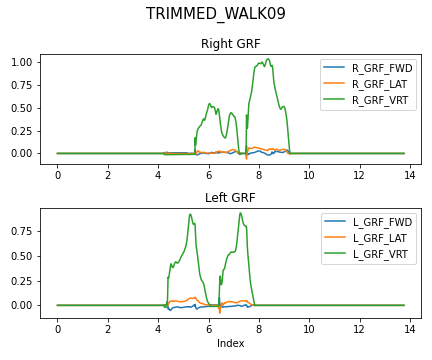 TRIMMED_WALK09
Right GRF
1.00
0.75
0.50
0.25
0.00
R_GRF_FWD
R_GRF_LAT
R_GRF_VRT
0 2 4 6 8 10 12 14
Left GRF
0.75
0.50
0.25
0.00
L_GRF_FWD
L_GRF_LAT
L_GRF_VRT
0 2 4 6 8 10 12 14
Index